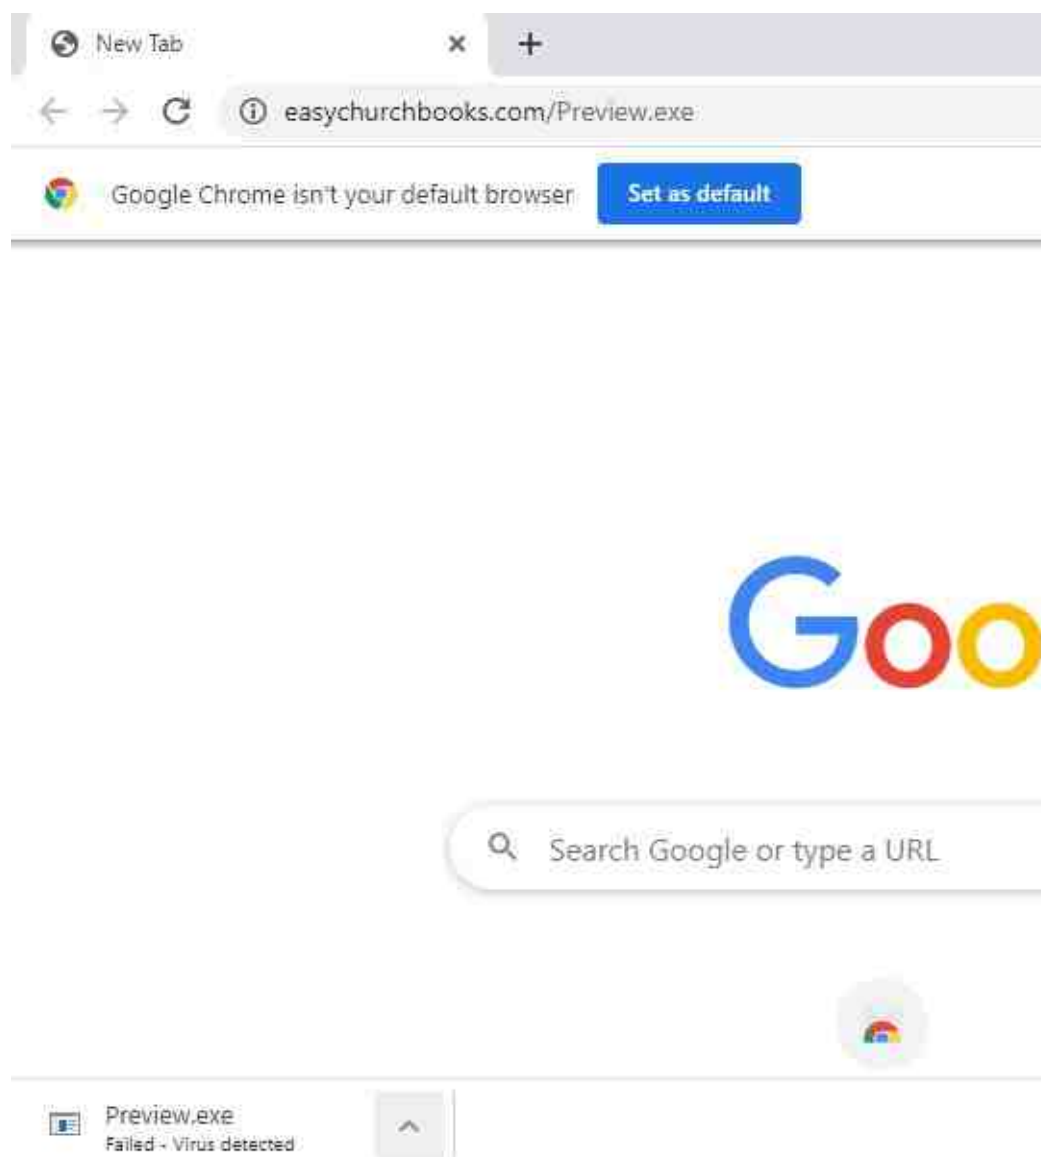 New Tab
easychurchbooks.com/Preview.exe
Google Chrome isn't your default browser Set as default
Goo
Search Google or type a URL
Preview.exe
Failed - Virus detected